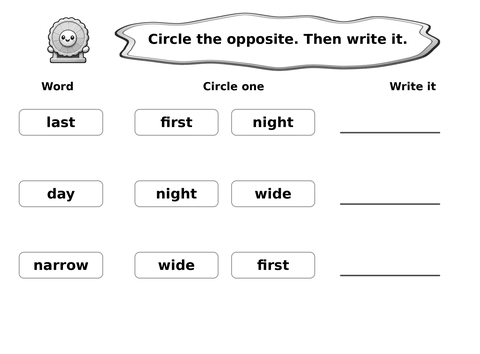 Circle the opposite. Then write it.
Word Circle one Write it
last first night
day night wide
narrow wide first